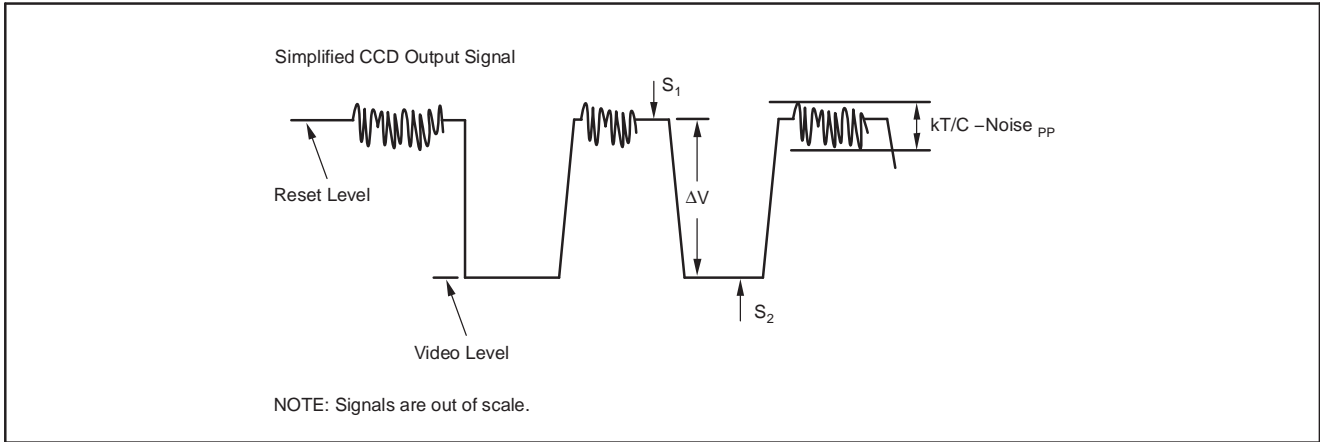 Simplified CCD Output Signal
S1
kT/C –Noise PP
Reset Level
ΔV
S2
Video Level
NOTE: Signals are out of scale.